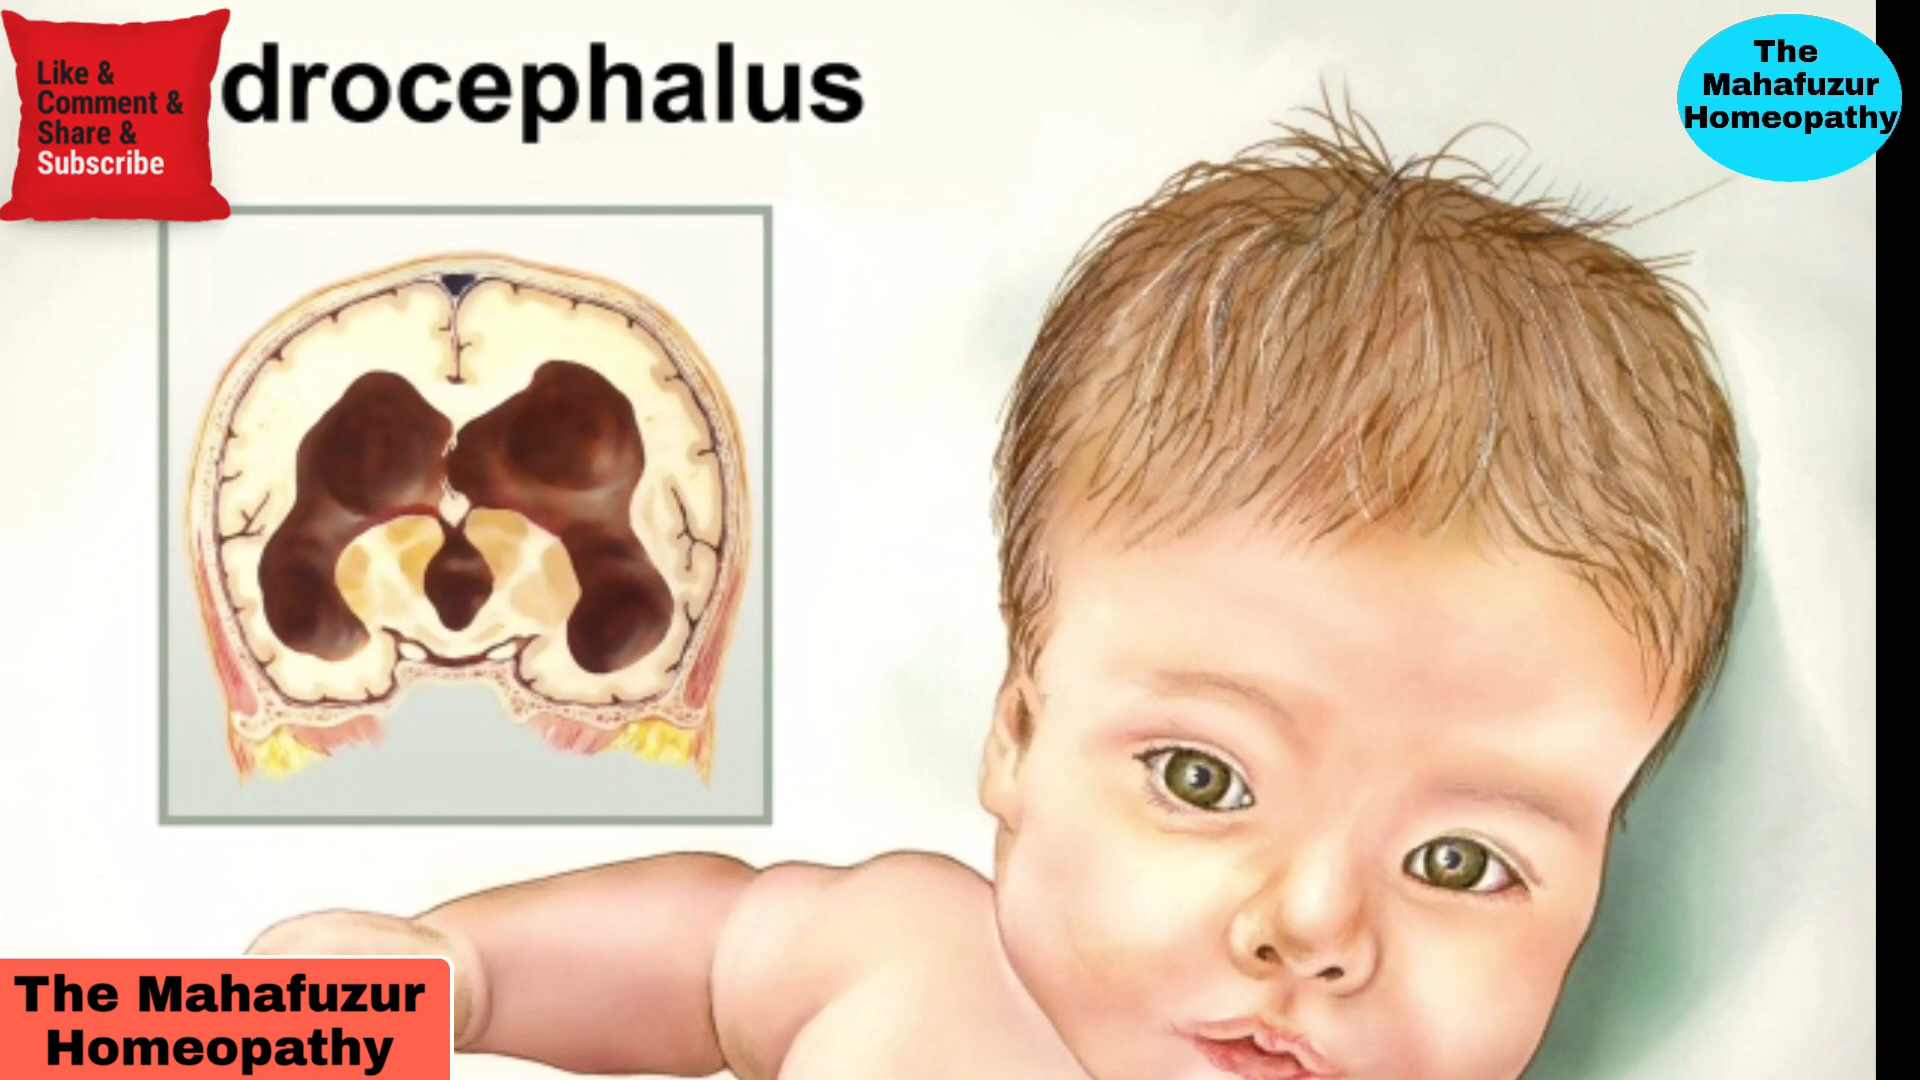 Like &
Comment &
Share &
Subscribe
drocephalus
The
Mahafuzur
Homeopathy
The Mahafuzur
Homeopathy